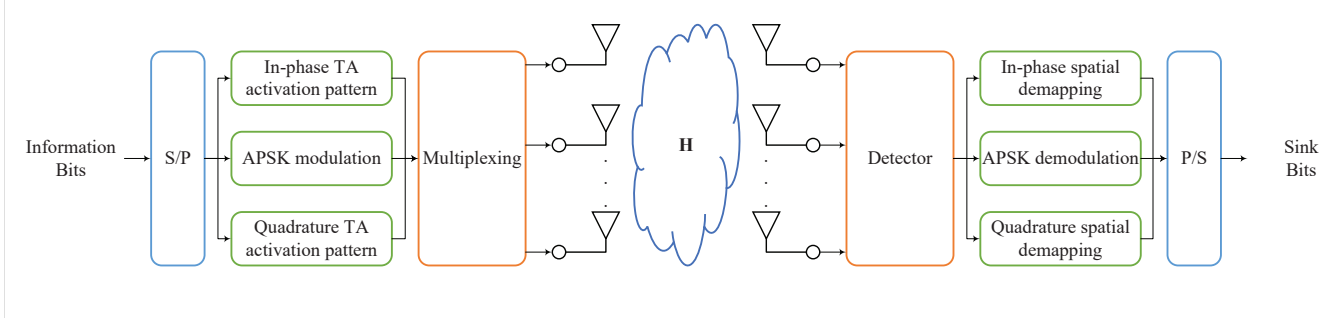 Information
Bits
S/P
In-phase TA
activation pattern
APSK modulation
Quadrature TA
activation pattern
Multiplexing
H
Detector
In-phase spatial
demapping
APSK demodulation
Quadrature spatial
demapping
P/S
Sink
Bits